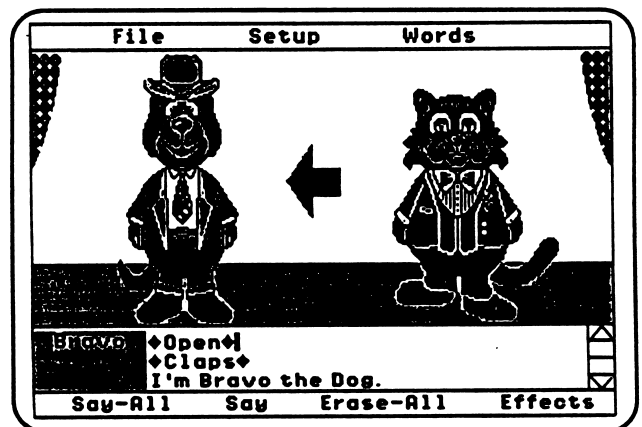 File Setup Words
Bravo ◆Open◆
◆Claps◆
I'm Bravo the Dog.
Say-All Say Erase-All Effects